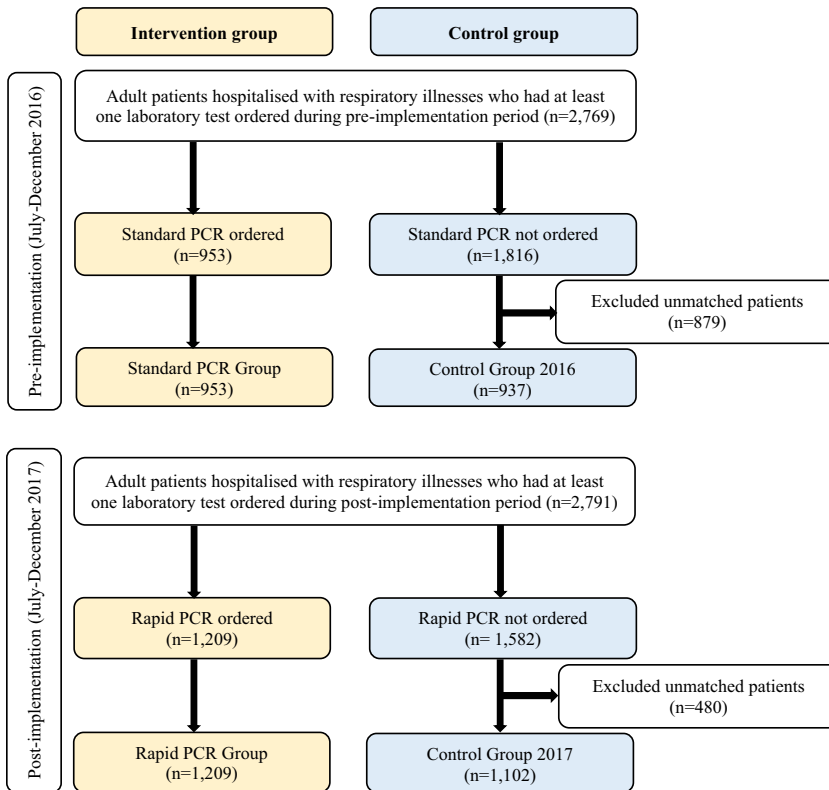 Intervention group
Control group
Pre-implementation (July-December 2016)
Adult patients hospitalised with respiratory illnesses who had at least
one laboratory test ordered during pre-implementation period (n=2,769)
Standard PCR ordered
(n=953)
Standard PCR not ordered
(n=1,816)
Excluded unmatched patients
(n=879)
Standard PCR Group
(n=953)
Control Group 2016
(n=937)
Post-implementation (July-December 2017)
Adult patients hospitalised with respiratory illnesses who had at least
one laboratory test ordered during post-implementation period (n=2,791)
Rapid PCR ordered
(n=1,209)
Rapid PCR not ordered
(n= 1,582)
Excluded unmatched patients
(n=480)
Rapid PCR Group
(n=1,209)
Control Group 2017
(n=1,102)